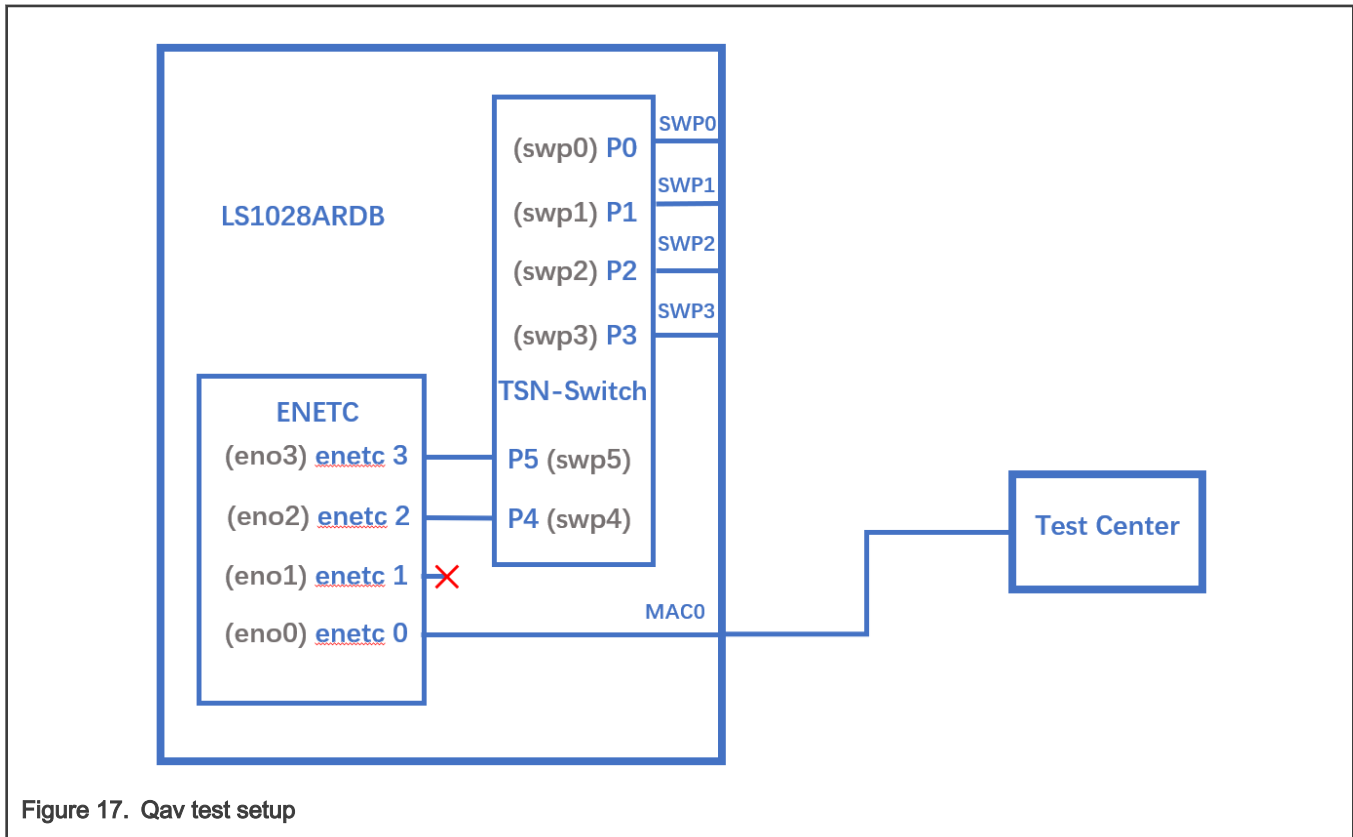 LS1028ARDB
(swp0) P0
SWP0
(swp1) P1
SWP1
(swp2) P2
SWP2
(swp3) P3
SWP3
TSN-Switch
P5 (swp5)
P4 (swp4)
ENETC
(eno3) enetc 3
(eno2) enetc 2
(eno1) enetc 1
(eno0) enetc 0
MAC0
Test Center
Figure 17. Qav test setup